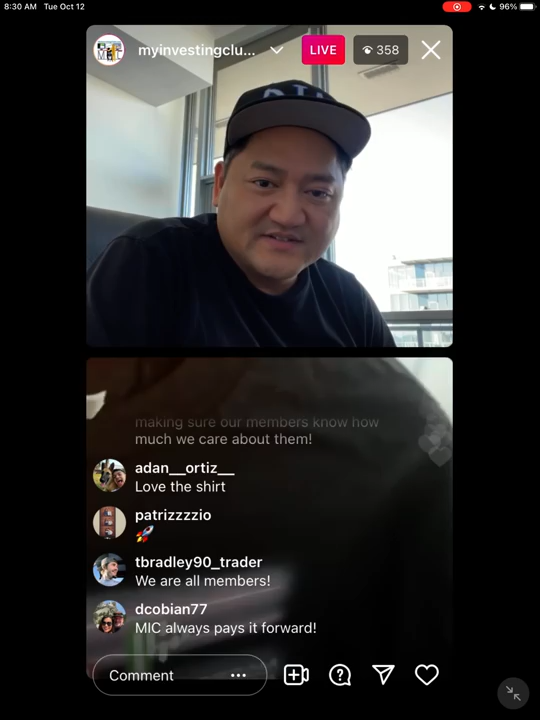 8:30 AM Tue Oct 12
96%
myinvestingclu...
LIVE
358
making sure our members know how
much we care about them!
adan__ortiz__
Love the shirt
patrizzzzio
🚀
tbradley90_trader
We are all members!
dcobian77
MIC always pays it forward!
Comment